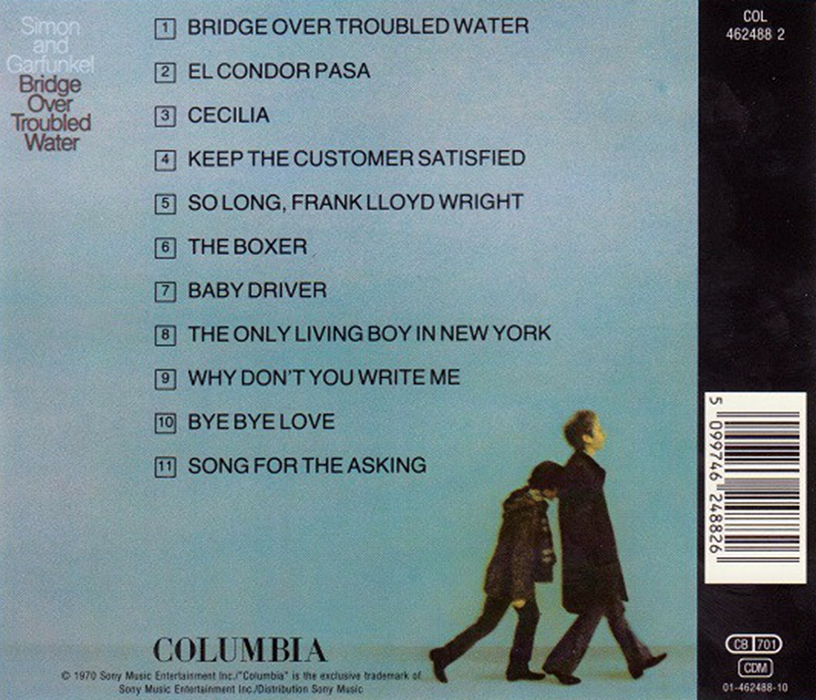 Simon
and
Garfunkel
Bridge
Over
Troubled
Water
1 BRIDGE OVER TROUBLED WATER
2 EL CONDOR PASA
3 CECILIA
4 KEEP THE CUSTOMER SATISFIED
5 SO LONG, FRANK LLOYD WRIGHT
6 THE BOXER
7 BABY DRIVER
8 THE ONLY LIVING BOY IN NEW YORK
9 WHY DON'T YOU WRITE ME
10 BYE BYE LOVE
11 SONG FOR THE ASKING
COLUMBIA
© 1970 Sony Music Entertainment Inc./"Columbia" is the exclusive trademark of
Sony Music Entertainment Inc./Distribution Sony Music
COL
462488 2
5 099746 248826
CB 701
CDM
01-462488-10